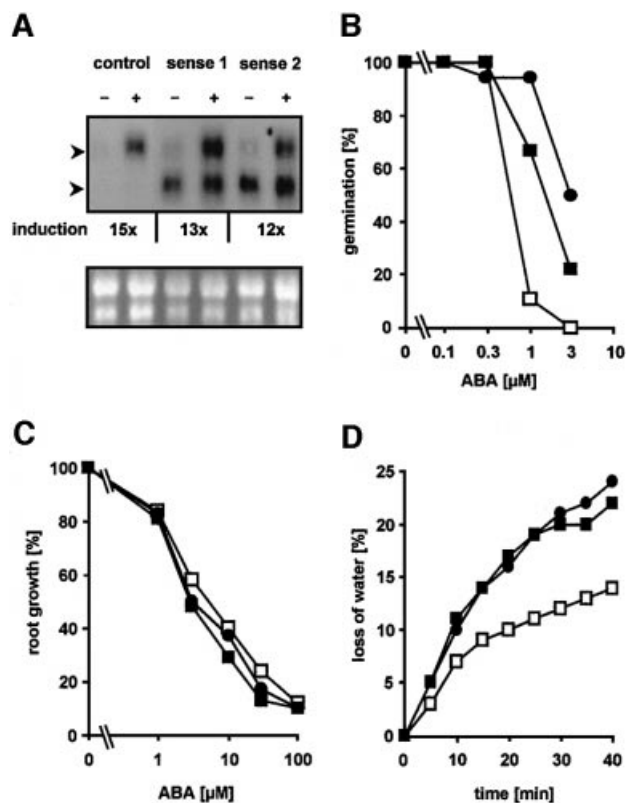 A
control sense 1 sense 2
– + – + – +
induction 15x 13x 12x
B
100
80
60
40
20
0
germination [%]
0 0.1 0.3 1 3 10
ABA [µM]
C
100
80
60
40
20
0
root growth [%]
0 1 10 100
ABA [µM]
D
25
20
15
10
5
0
loss of water [%]
0 10 20 30 40
time [min]